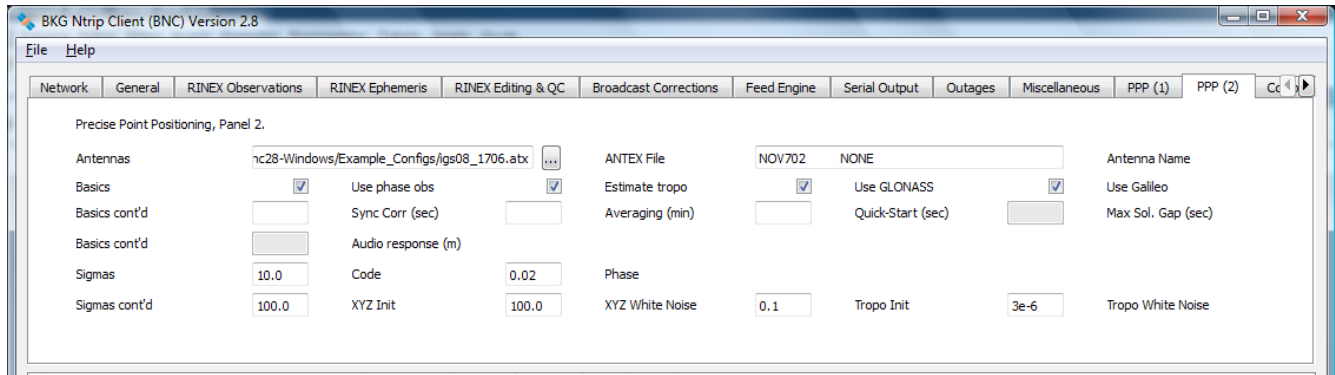 BKG Ntrip Client (BNC) Version 2.8
File Help
Network General RINEX Observations RINEX Ephemeris RINEX Editing & QC Broadcast Corrections Feed Engine Serial Output Outages Miscellaneous PPP (1) PPP (2)
Precise Point Positioning, Panel 2.
Antennas nc28-Windows/Example_Configs/igs08_1706.atx ... ANTEX File NOV702 NONE Antenna Name
Basics Use phase obs Estimate tropo Use GLONASS Use Galileo
Basics cont'd Sync Corr (sec) Averaging (min) Quick-Start (sec) Max Sol. Gap (sec)
Basics cont'd Audio response (m)
Sigmas 10.0 Code 0.02 Phase
Sigmas cont'd 100.0 XYZ Init 100.0 XYZ White Noise 0.1 Tropo Init 3e-6 Tropo White Noise